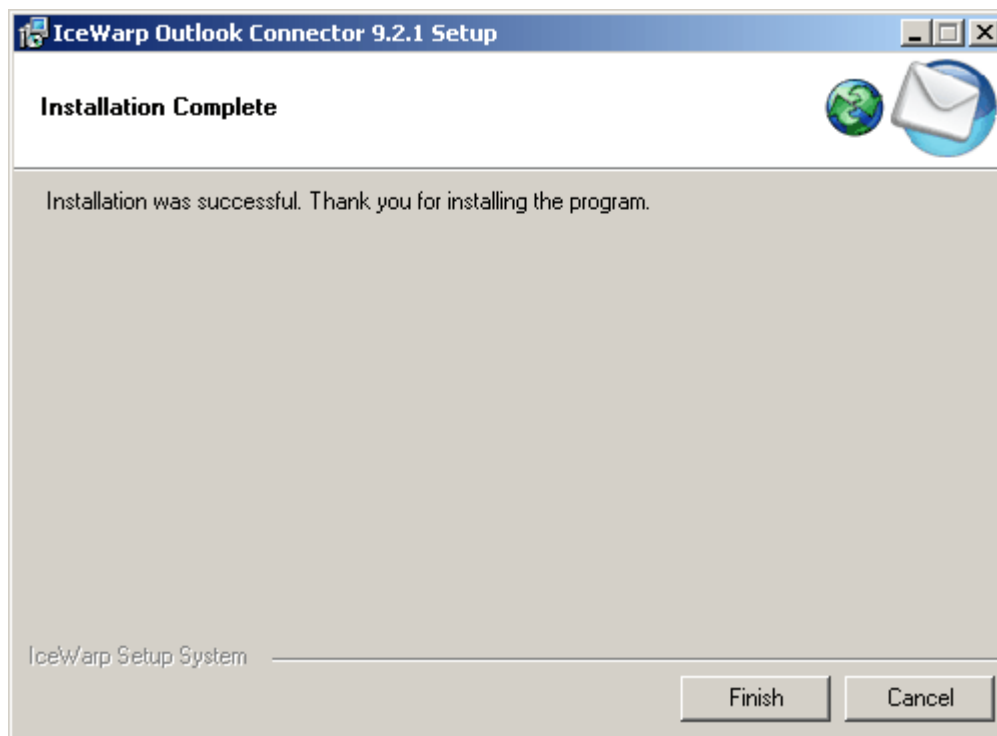 IceWarp Outlook Connector 9.2.1 Setup
Installation Complete
Installation was successful. Thank you for installing the program.
IceWarp Setup System
Finish
Cancel